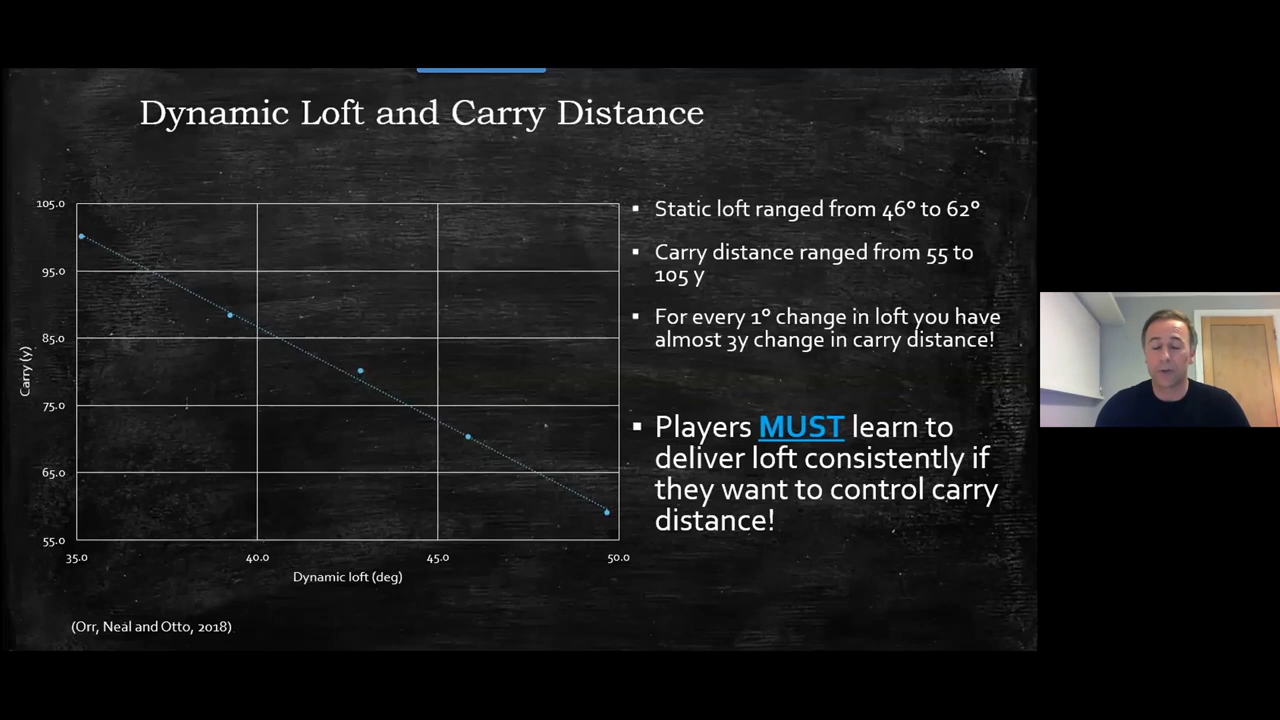 Dynamic Loft and Carry Distance
105.0
95.0
85.0
75.0
65.0
55.0
Carry (y)
35.0
40.0
45.0
50.0
Dynamic loft (deg)
Static loft ranged from 46° to 62°
Carry distance ranged from 55 to
105 y
For every 1° change in loft you have
almost 3y change in carry distance!
Players MUST learn to
deliver loft consistently if
they want to control carry
distance!
(Orr, Neal and Otto, 2018)